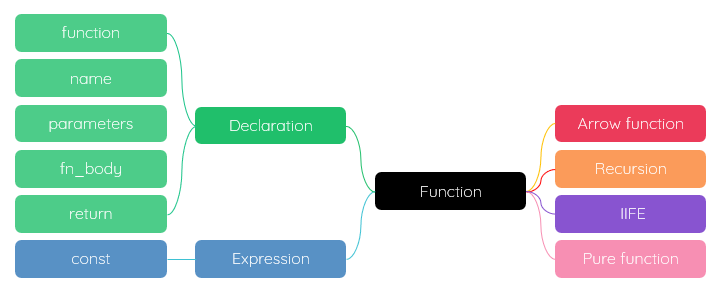 function
name
parameters
fn_body
return
const
Declaration
Expression
Function
Arrow function
Recursion
IIFE
Pure function